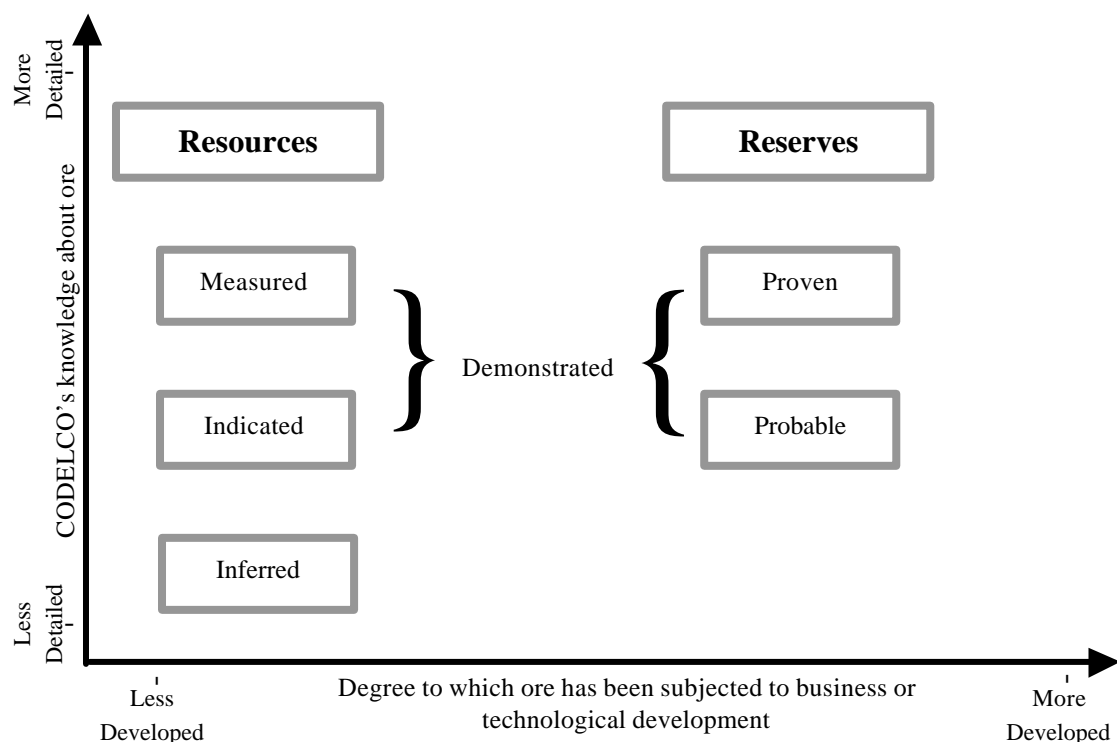 More
Detailed
CODELCO's knowledge about ore
Less
Detailed
Resources
Reserves
Measured
Proven
Demonstrated
Indicated
Probable
Inferred
Less
Developed
Degree to which ore has been subjected to business or
technological development
More
Developed